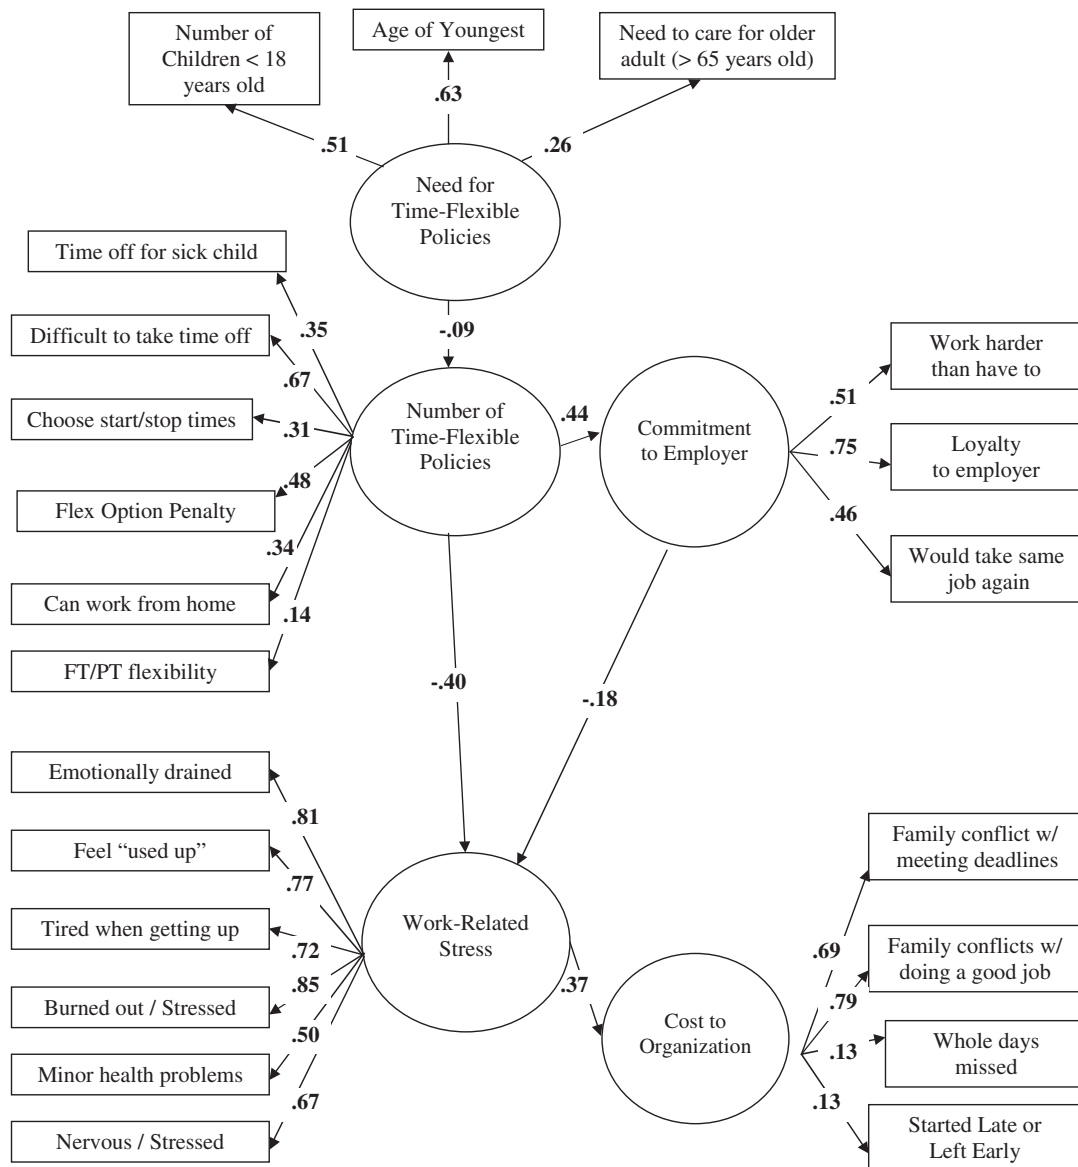 Number of
Children < 18
years old
Age of Youngest
Need to care for older
adult (> 65 years old)
.51
.63
.26
Need for
Time-Flexible
Policies
-.09
Time off for sick child
Difficult to take time off
Choose start/stop times
Flex Option Penalty
Can work from home
FT/PT flexibility
.35
.67
.31
.48
.34
.14
Number of
Time-Flexible
Policies
.44
Commitment
to Employer
.51
.75
.46
Work harder
than have to
Loyalty
to employer
Would take same
job again
-.40
-.18
Emotionally drained
Feel “used up”
Tired when getting up
Burned out / Stressed
Minor health problems
Nervous / Stressed
.81
.77
.72
.85
.50
.67
Work-Related
Stress
.37
Cost to
Organization
.69
.79
.13
.13
Family conflict w/
meeting deadlines
Family conflicts w/
doing a good job
Whole days
missed
Started Late or
Left Early